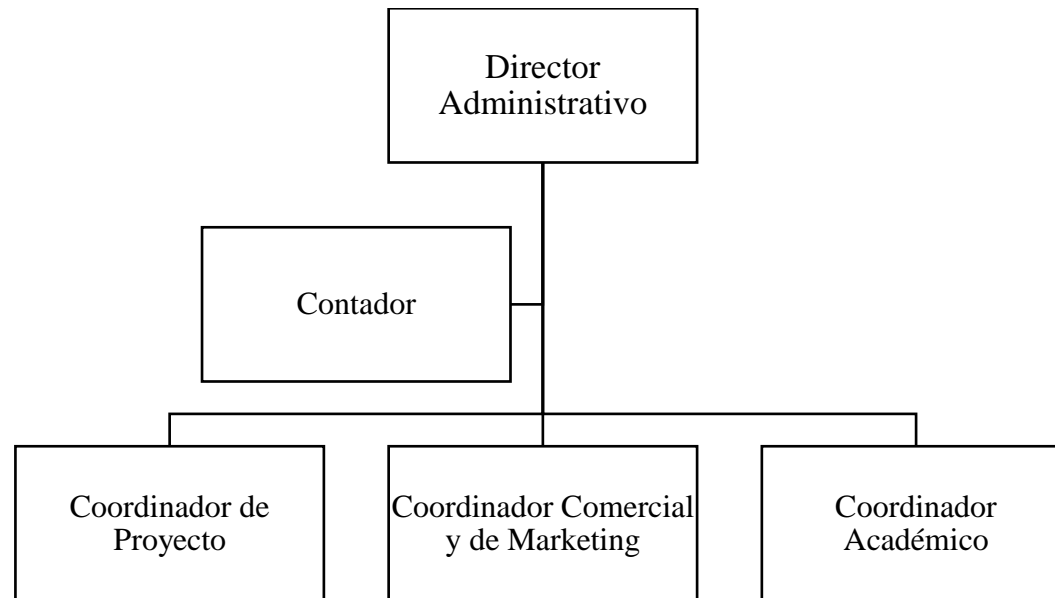 Director
Administrativo
Contador
Coordinador de
Proyecto
Coordinador Comercial
y de Marketing
Coordinador
Académico